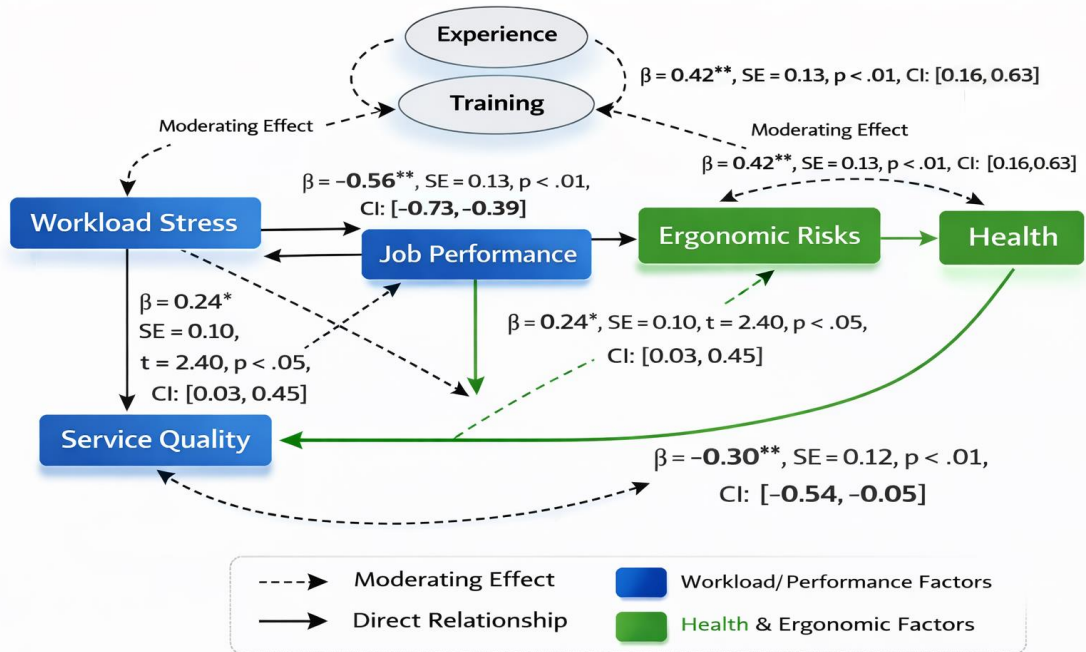 Experience
β = 0.42**, SE = 0.13, p < .01, CI: [0.16, 0.63]
Training
Moderating Effect
Moderating Effect
β = 0.42**, SE = 0.13, p < .01, CI: [0.16,0.63]
β = -0.56**, SE = 0.13, p < .01,
CI: [-0.73, -0.39]
Workload Stress
Job Performance
Ergonomic Risks
Health
β = 0.24*
SE = 0.10,
t = 2.40, p < .05,
CI: [0.03, 0.45]
β = 0.24*, SE = 0.10, t = 2.40, p < .05,
CI: [0.03, 0.45]
Service Quality
β = -0.30**, SE = 0.12, p < .01,
CI: [-0.54, -0.05]
Moderating Effect
Workload/Performance Factors
Direct Relationship
Health & Ergonomic Factors